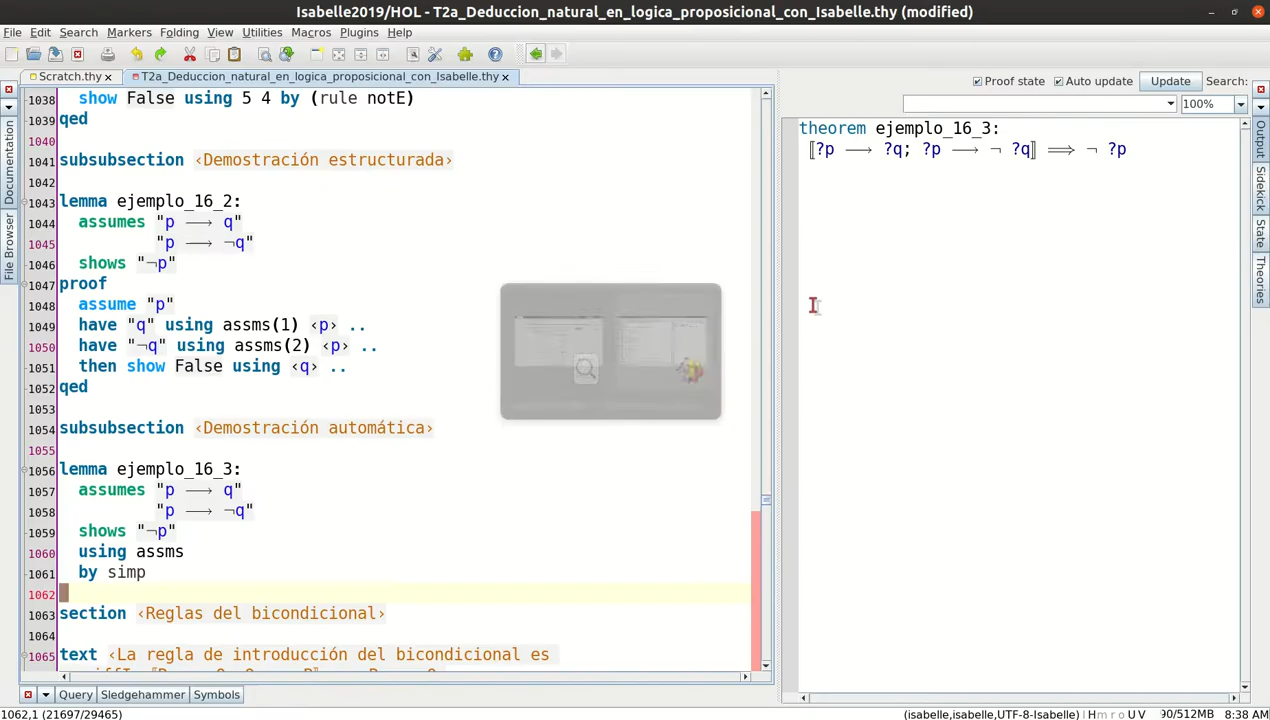 Isabelle2019/HOL - T2a_Deduccion_natural_en_logica_proposicional_con_Isabelle.thy (modified)
File Edit Search Markers Folding View Utilities Macros Plugins Help
Scratch.thy
T2a_Deduccion_natural_en_logica_proposicional_con_Isabelle.thy
Proof state
Auto update
Update
Search:
100%
1038 show False using 5 4 by (rule notE)
1039 qed
1040
1041 subsubsection ‹Demostración estructurada›
1042
1043 lemma ejemplo_16_2:
1044 assumes "p ⟶ q"
1045 "p ⟶ ¬q"
1046 shows "¬p"
1047 proof
1048 assume "p"
1049 have "q" using assms(1) ‹p› ..
1050 have "¬q" using assms(2) ‹p› ..
1051 then show False using ‹q› ..
1052 qed
1053
1054 subsubsection ‹Demostración automática›
1055
1056 lemma ejemplo_16_3:
1057 assumes "p ⟶ q"
1058 "p ⟶ ¬q"
1059 shows "¬p"
1060 using assms
1061 by simp
1062
1063 section ‹Reglas del bicondicional›
1064
1065 text ‹La regla de introducción del bicondicional es
theorem ejemplo_16_3:
⟦?p ⟶ ?q; ?p ⟶ ¬ ?q⟧ ⟹ ¬ ?p
Documentation
File Browser
Output
Sidekick
State
Theories
Query Sledgehammer Symbols
1062,1 (21697/29465)
(isabelle,isabelle,UTF-8-Isabelle) | H m r o U V 90/512MB 8:38 AM